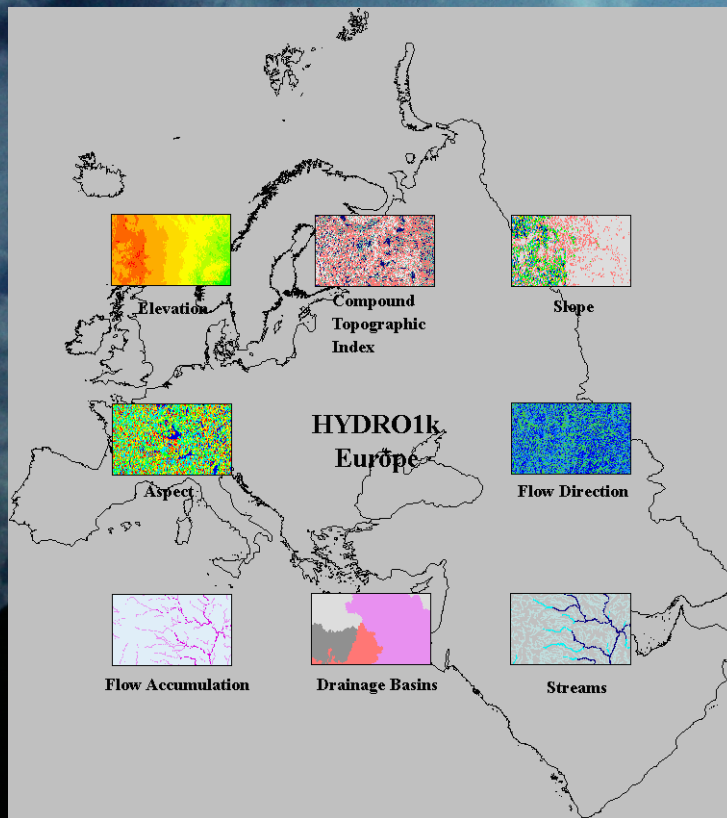 Elevation
Compound
Topographic
Index
Slope
HYDRO1k
Europe
Aspect
Flow Direction
Flow Accumulation
Drainage Basins
Streams